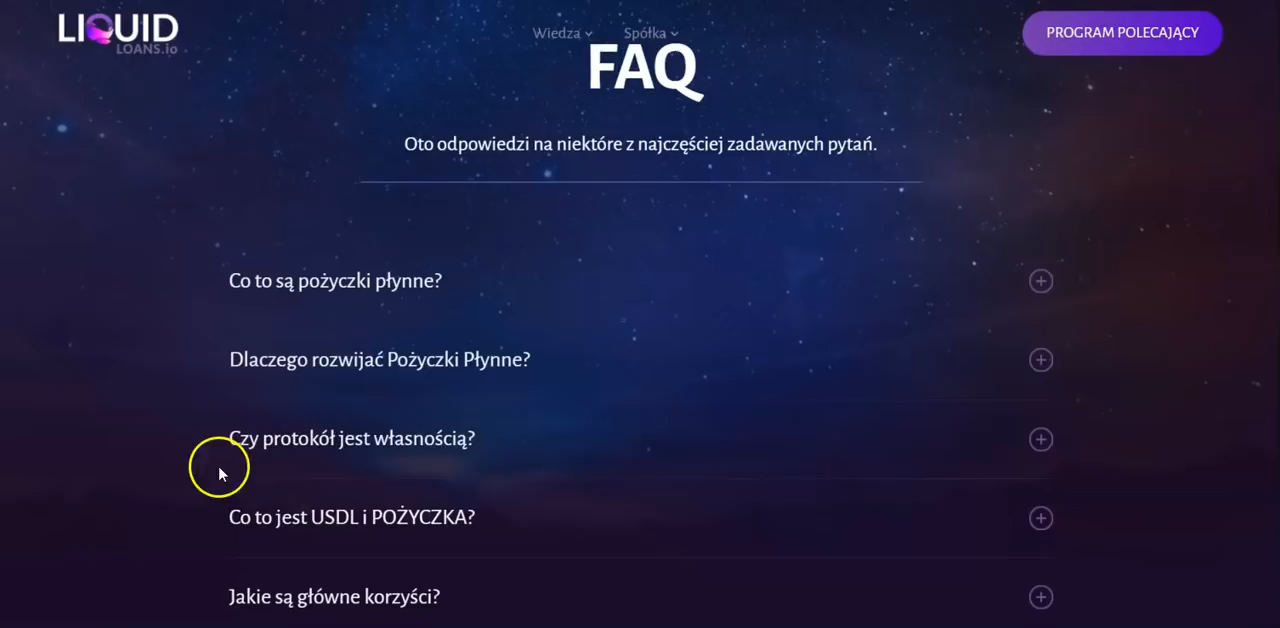 LIQUID
LOANS.io
Wiedza
Spółka
PROGRAM POLECAJĄCY
FAQ
Oto odpowiedzi na niektóre z najczęściej zadawanych pytań.
Co to są pożyczki płynne?
Dlaczego rozwijać Pożyczki Płynne?
Czy protokół jest własnością?
Co to jest USDL i POŻYCZKA?
Jakie są główne korzyści?